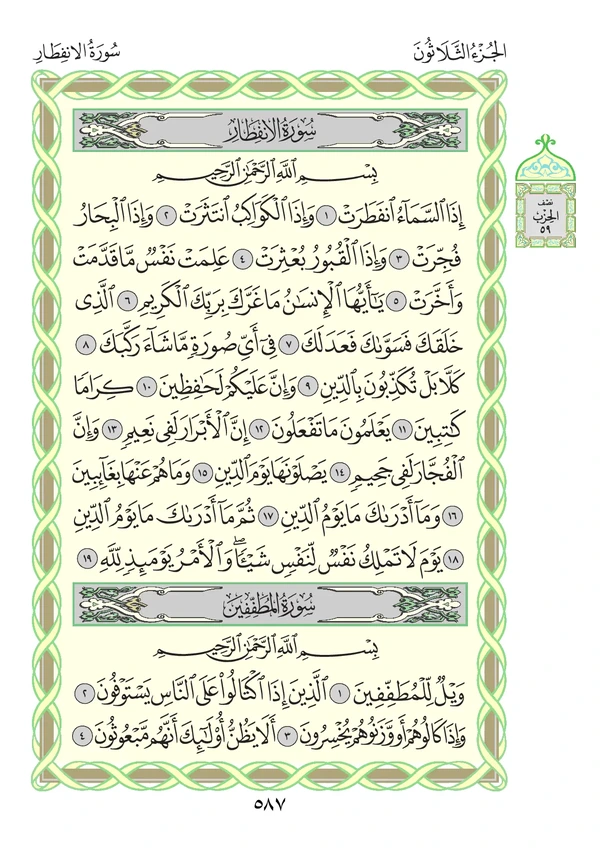 الجُزْءُ الثَّلَاثُونَ
سُورَةُ الانفِطَارِ
سُورَةُ الانفِطَارِ
بِسْمِ ٱللَّهِ ٱلرَّحْمَٰنِ ٱلرَّحِيمِ
إِذَا ٱلسَّمَآءُ ٱنفَطَرَتْ ١ وَإِذَا ٱلْكَوَاكِبُ ٱنتَثَرَتْ ٢ وَإِذَا ٱلْبِحَارُ
فُجِّرَتْ ٣ وَإِذَا ٱلْقُبُورُ بُعْثِرَتْ ٤ عَلِمَتْ نَفْسٌ مَّا قَدَّمَتْ
وَأَخَّرَتْ ٥ يَٰٓأَيُّهَا ٱلْإِنسَٰنُ مَا غَرَّكَ بِرَبِّكَ ٱلْكَرِيمِ ٦ ٱلَّذِى
خَلَقَكَ فَسَوَّىٰكَ فَعَدَلَكَ ٧ فِىٓ أَىِّ صُورَةٍ مَّا شَآءَ رَكَّبَكَ ٨
كَلَّا بَلْ تُكَذِّبُونَ بِٱلدِّينِ ٩ وَإِنَّ عَلَيْكُمْ لَحَٰفِظِينَ ١٠ كِرَامًا
كَٰتِبِينَ ١١ يَعْلَمُونَ مَا تَفْعَلُونَ ١٢ إِنَّ ٱلْأَبْرَارَ لَفِى نَعِيمٍ ١٣ وَإِنَّ
ٱلْفُجَّارَ لَفِى جَحِيمٍ ١٤ يَصْلَوْنَهَا يَوْمَ ٱلدِّينِ ١٥ وَمَا هُمْ عَنْهَا بِغَآئِبِينَ
١٦ وَمَآ أَدْرَىٰكَ مَا يَوْمُ ٱلدِّينِ ١٧ ثُمَّ مَآ أَدْرَىٰكَ مَا يَوْمُ ٱلدِّينِ
١٨ يَوْمَ لَا تَمْلِكُ نَفْسٌ لِّنَفْسٍ شَيْـًٔا ۖ وَٱلْأَمْرُ يَوْمَئِذٍ لِّلَّهِ ١٩
سُورَةُ المُطَفِّفِينَ
بِسْمِ ٱللَّهِ ٱلرَّحْمَٰنِ ٱلرَّحِيمِ
وَيْلٌ لِّلْمُطَفِّفِينَ ١ ٱلَّذِينَ إِذَا ٱكْتَالُوا۟ عَلَى ٱلنَّاسِ يَسْتَوْفُونَ ٢
وَإِذَا كَالُوهُمْ أَو وَّزَنُوهُمْ يُخْسِرُونَ ٣ أَلَا يَظُنُّ أُو۟لَٰٓئِكَ أَنَّهُم مَّبْعُوثُونَ ٤
نصف
الحِزْب
٥٩
٥٨٧